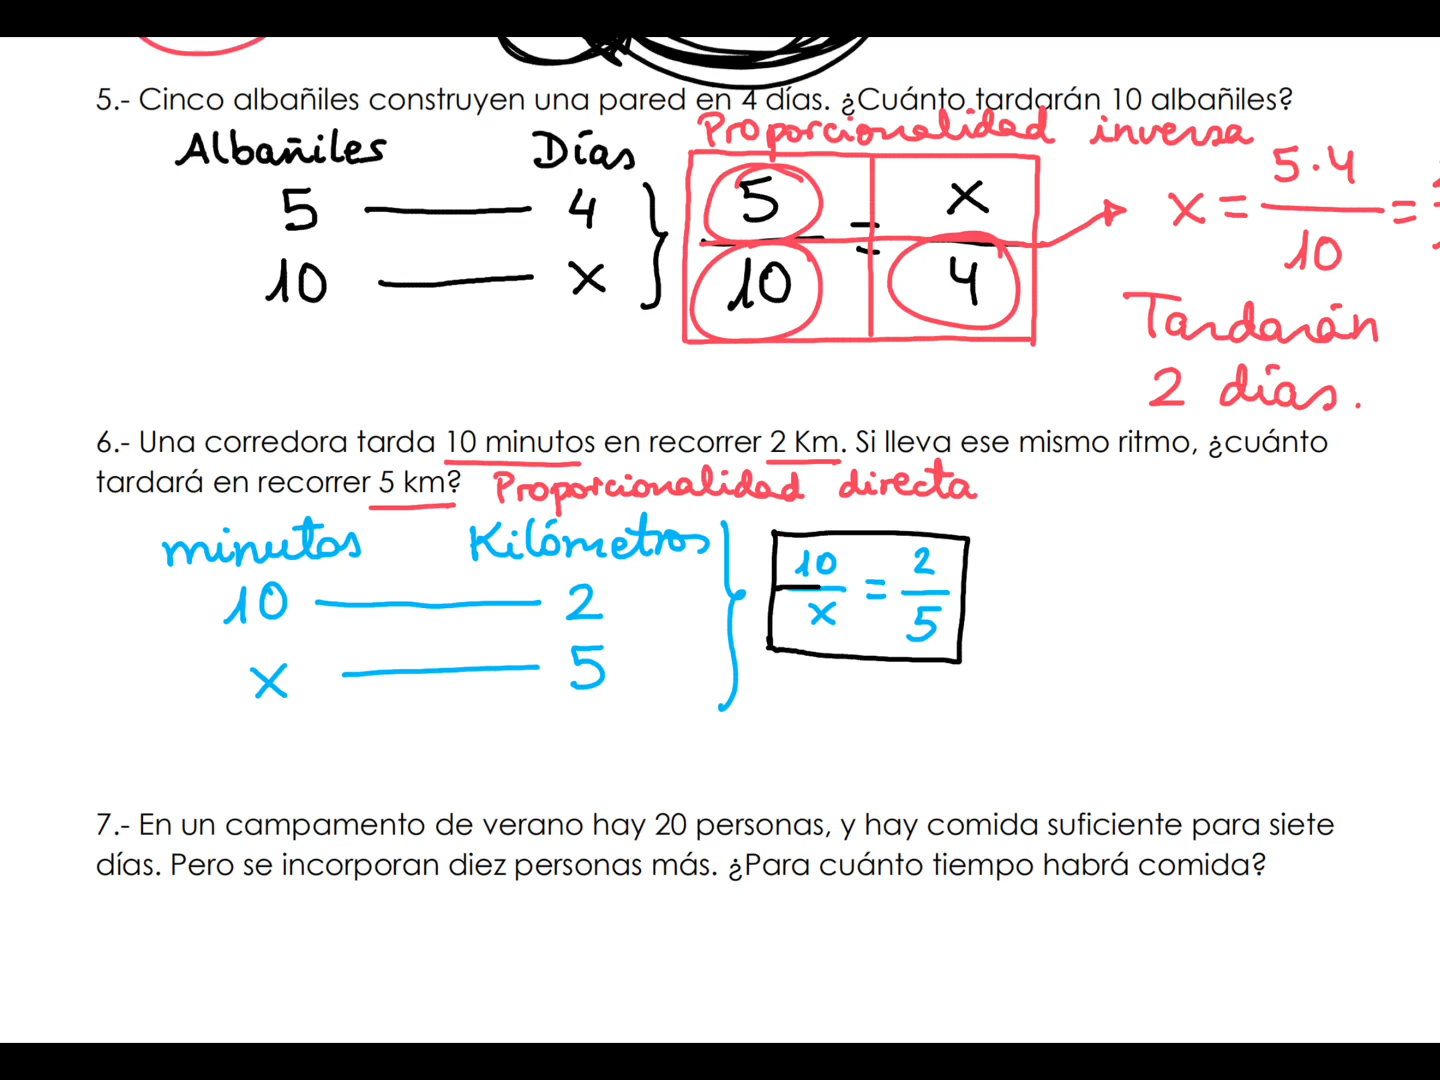 5.- Cinco albañiles construyen una pared en 4 días. ¿Cuánto tardarán 10 albañiles?
Proporcionalidad inversa
Albañiles Días
5 4 5 = x x = 5·4 =
10 x 10 4 10
Tardarán
2 días.
6.- Una corredora tarda 10 minutos en recorrer 2 Km. Si lleva ese mismo ritmo, ¿cuánto
tardará en recorrer 5 km? Proporcionalidad directa
minutos Kilómetros
10 2 10 = 2
x 5 x 5
7.- En un campamento de verano hay 20 personas, y hay comida suficiente para siete
días. Pero se incorporan diez personas más. ¿Para cuánto tiempo habrá comida?